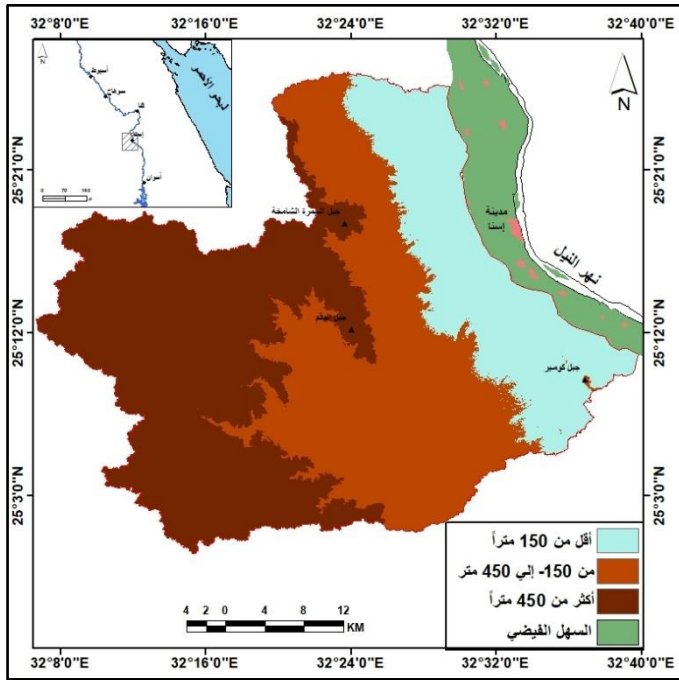 32°8'0"E 32°16'0"E 32°24'0"E 32°32'0"E 32°40'0"E
N
أسيوط
سوهاج
قنا
إسنا
أسوان
البحر الأحمر
0 70
N
25°21'0"N
25°21'0"N
جبل
الشامخة
مدينة
إسنا
نهر النيل
25°12'0"N
25°12'0"N
جبل
جبل كومير
25°3'0"N
25°3'0"N
أقل من 150 متراً
من 150- إلي 450 متر
أكثر من 450 متراً
السهل الفيضي
4 2 0 4 8 12
KM
32°8'0"E 32°16'0"E 32°24'0"E 32°32'0"E 32°40'0"E